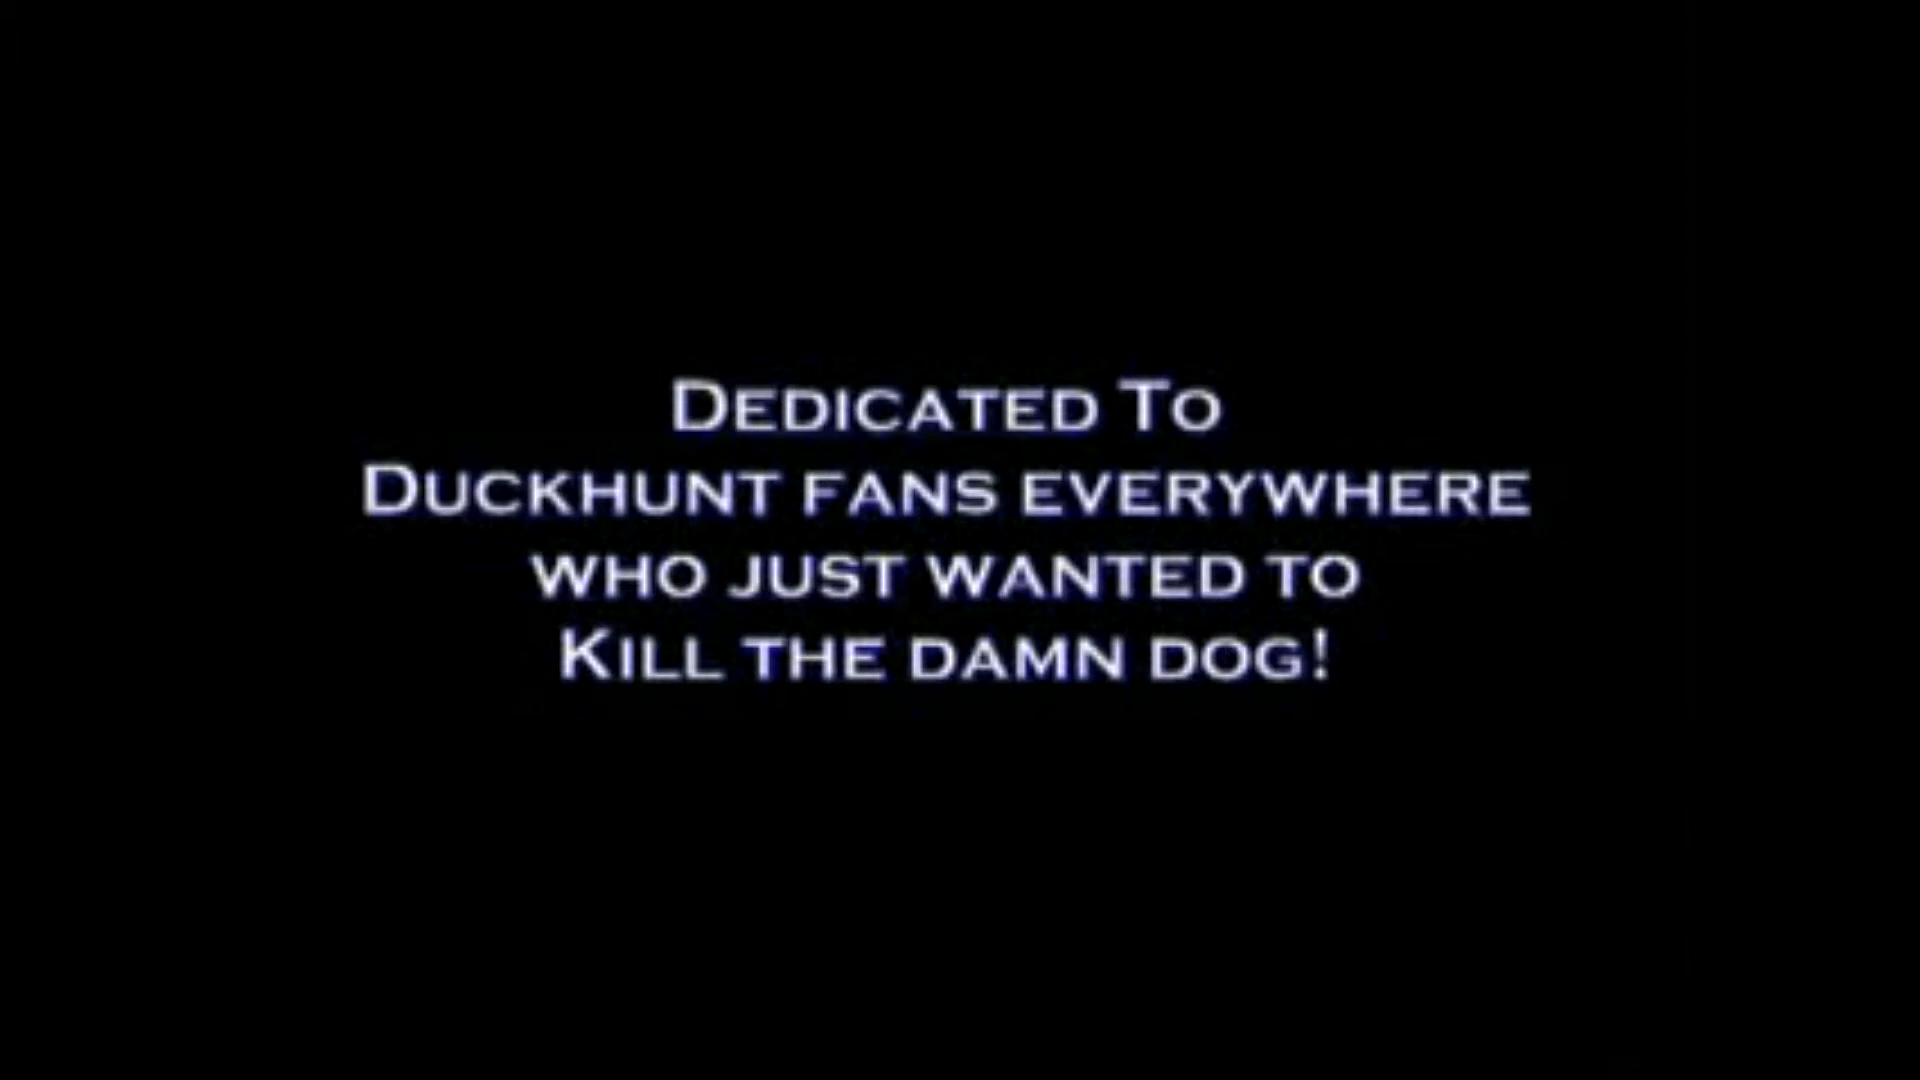 Dedicated To
Duckhunt fans everywhere
who just wanted to
Kill the damn dog!